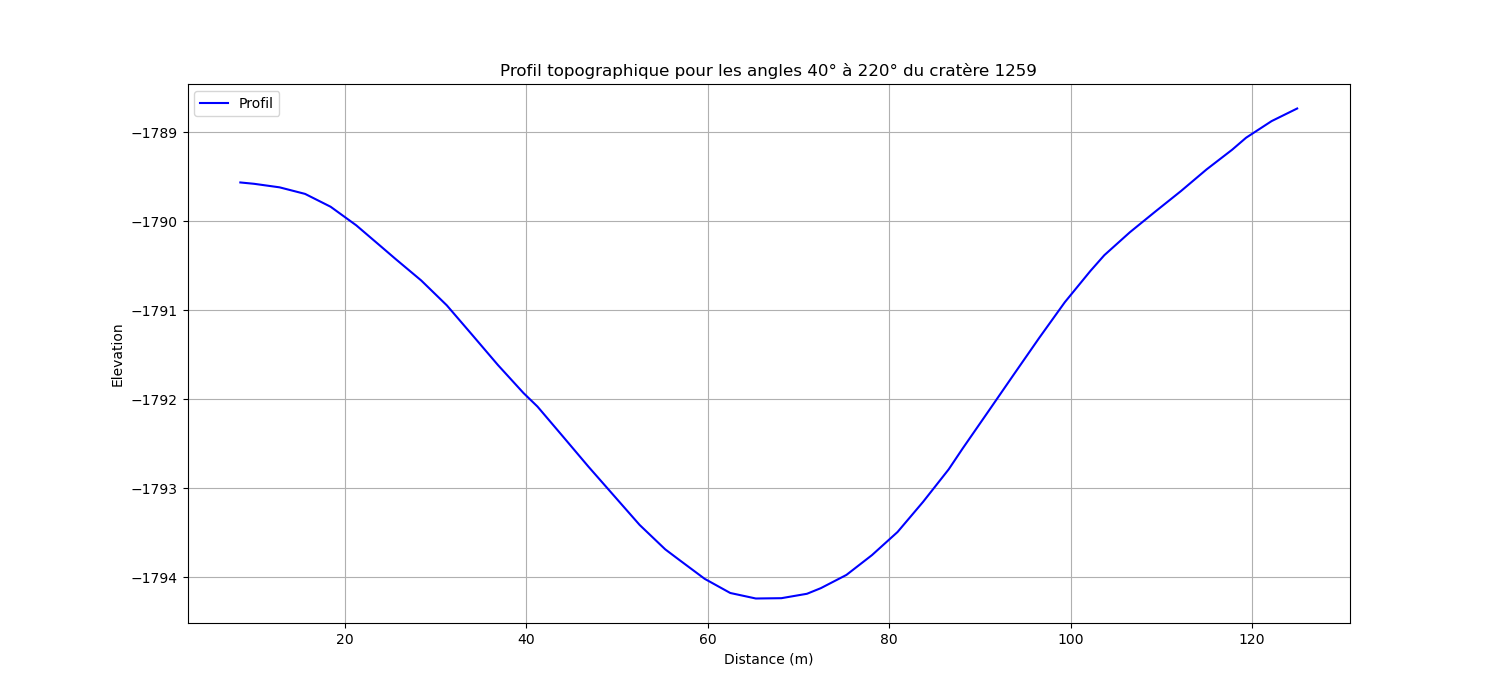 Profil topographique pour les angles 40° à 220° du cratère 1259
Profil
−1789
−1790
−1791
−1792
−1793
−1794
Elevation
20 40 60 80 100 120
Distance (m)